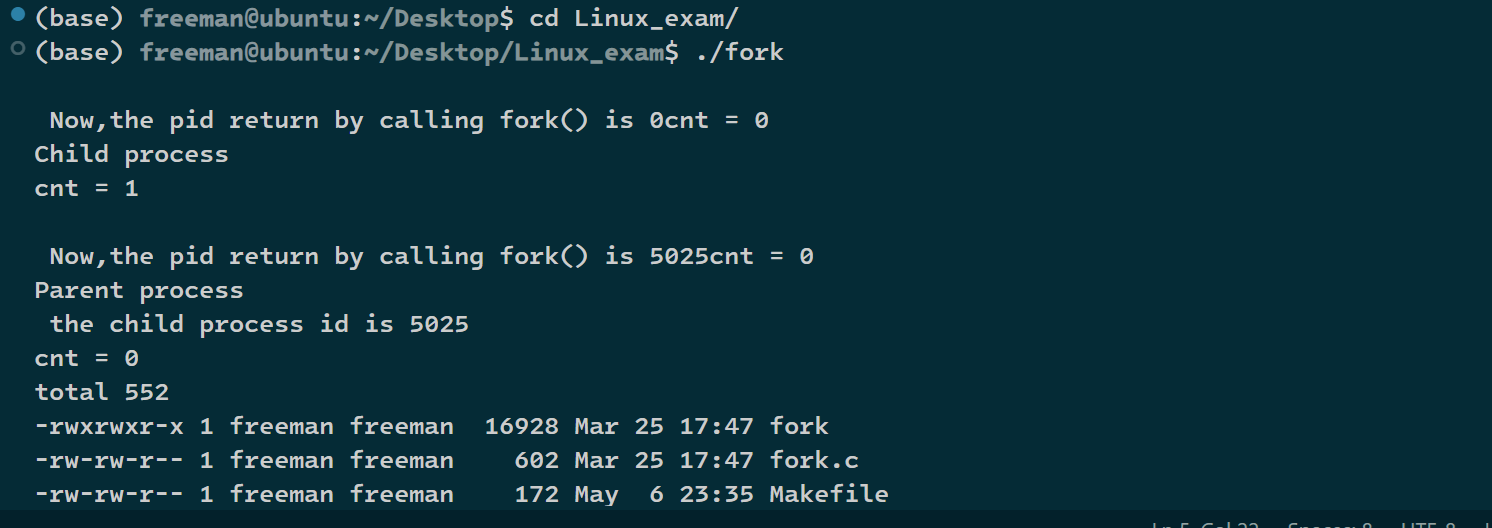 (base) freeman@ubuntu:~/Desktop$ cd Linux_exam/
(base) freeman@ubuntu:~/Desktop/Linux_exam$ ./fork
Now,the pid return by calling fork() is 0cnt = 0
Child process
cnt = 1
Now,the pid return by calling fork() is 5025cnt = 0
Parent process
the child process id is 5025
cnt = 0
total 552
-rwxrwxr-x 1 freeman freeman  16928 Mar 25 17:47 fork
-rw-rw-r-- 1 freeman freeman    602 Mar 25 17:47 fork.c
-rw-rw-r-- 1 freeman freeman    172 May  6 23:35 Makefile